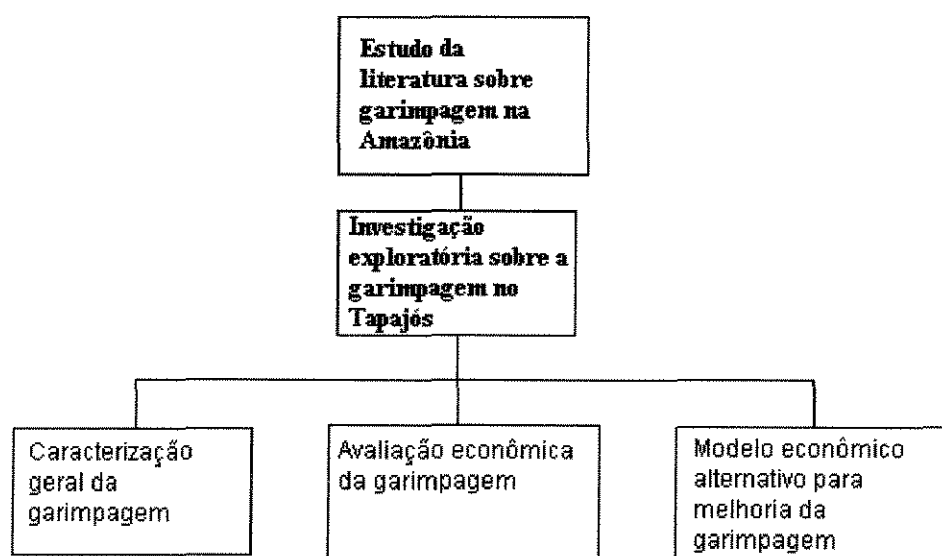 Estudo da
literatura sobre
garimpagem na
Amazônia
Investigação
exploratória sobre a
garimpagem no
Tapajós
Caracterização
geral da
garimpagem
Avaliação econômica
da garimpagem
Modelo econômico
alternativo para
melhoria da
garimpagem